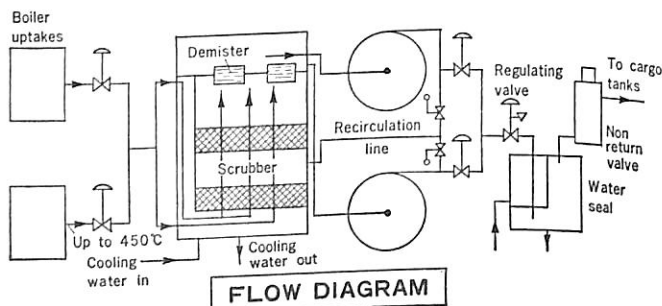 Boiler
uptakes
Demister
Scrubber
Up to 450℃
Cooling
water in
Cooling
water out
Recirculation
line
Regulating
valve
To cargo
tanks
Non
return
valve
Water
seal
FLOW DIAGRAM